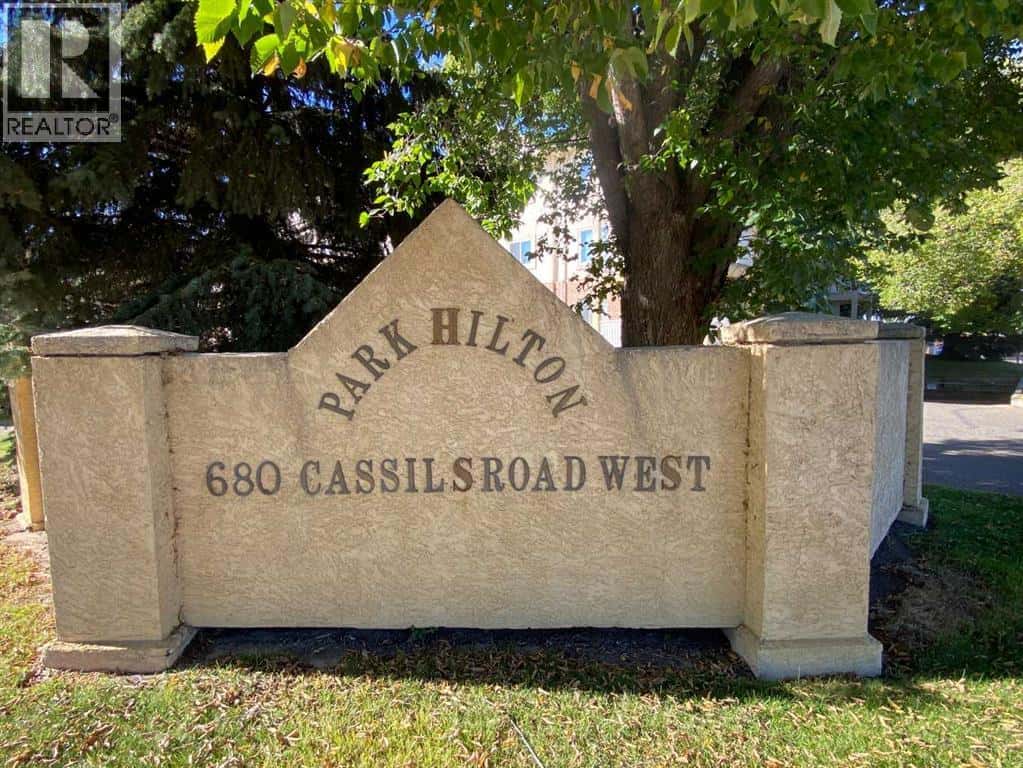 R
REALTOR®
PARK HILTON
680 CASSILS ROAD WEST